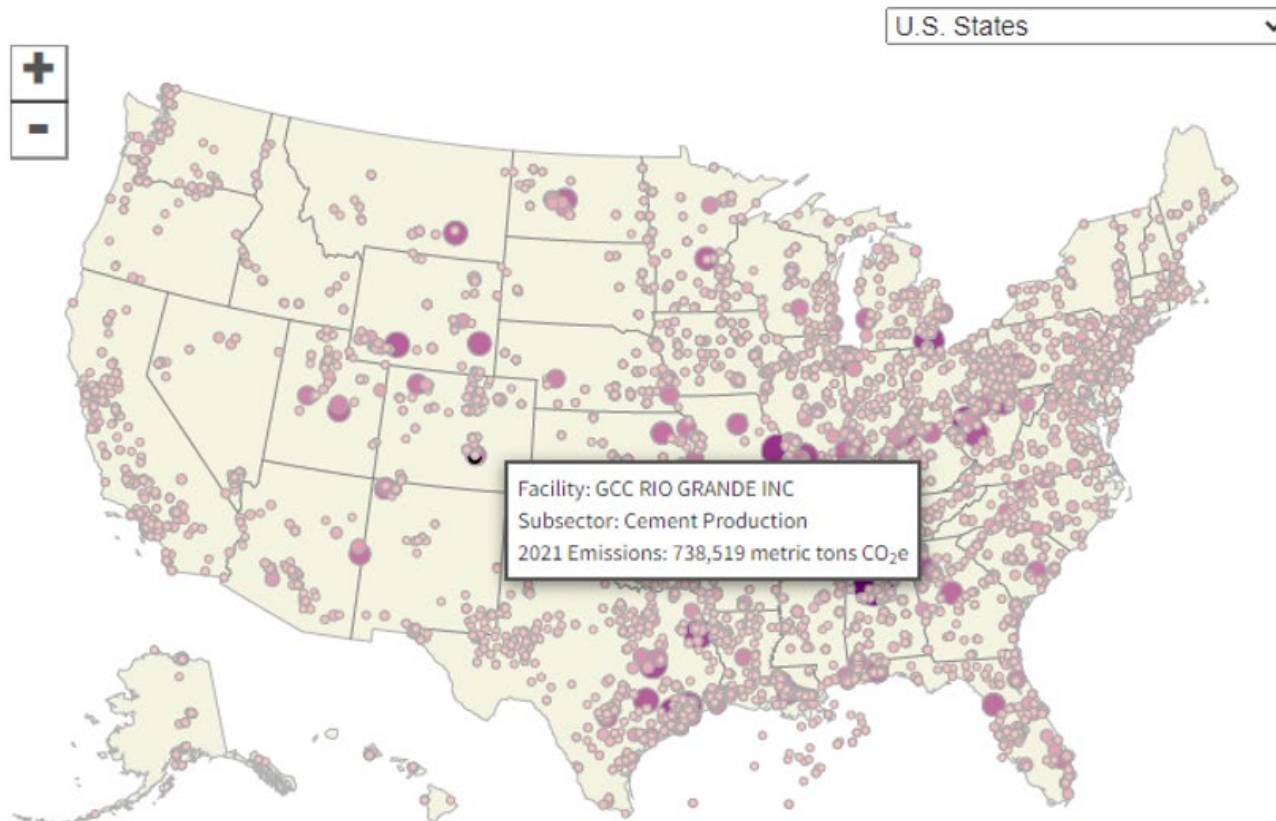 U.S. States
+
-
Facility: GCC RIO GRANDE INC
Subsector: Cement Production
2021 Emissions: 738,519 metric tons CO₂e